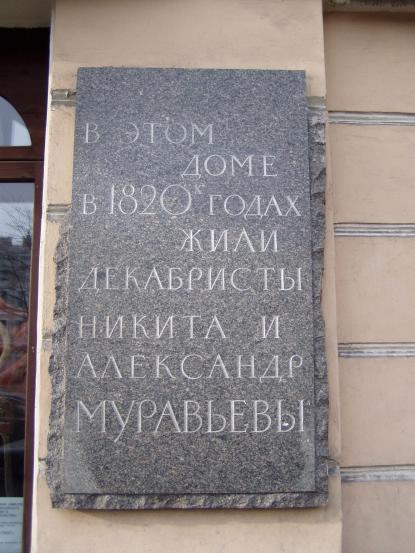 В ЭТОМ
ДОМЕ
В 1820х ГОДАХ
ЖИЛИ
ДЕКАБРИСТЫ
НИКИТА И
АЛЕКСАНДР
МУРАВЬЕВЫ